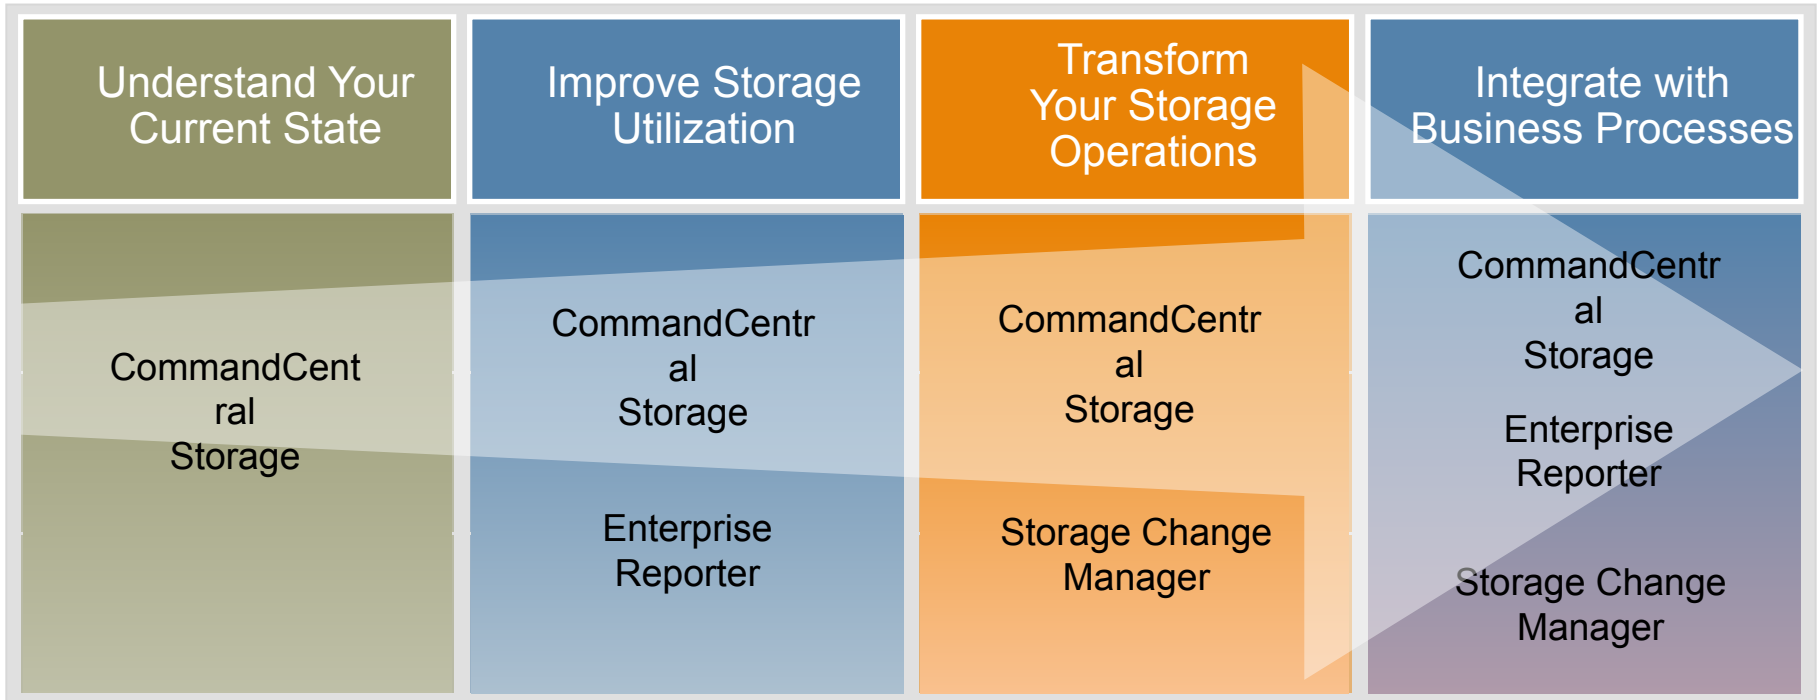 Understand Your
Current State
Improve Storage
Utilization
Transform
Your Storage
Operations
Integrate with
Business Processes
CommandCent
ral
Storage
CommandCentr
al
Storage
Enterprise
Reporter
CommandCentr
al
Storage
Storage Change
Manager
CommandCentr
al
Storage
Enterprise
Reporter
Storage Change
Manager